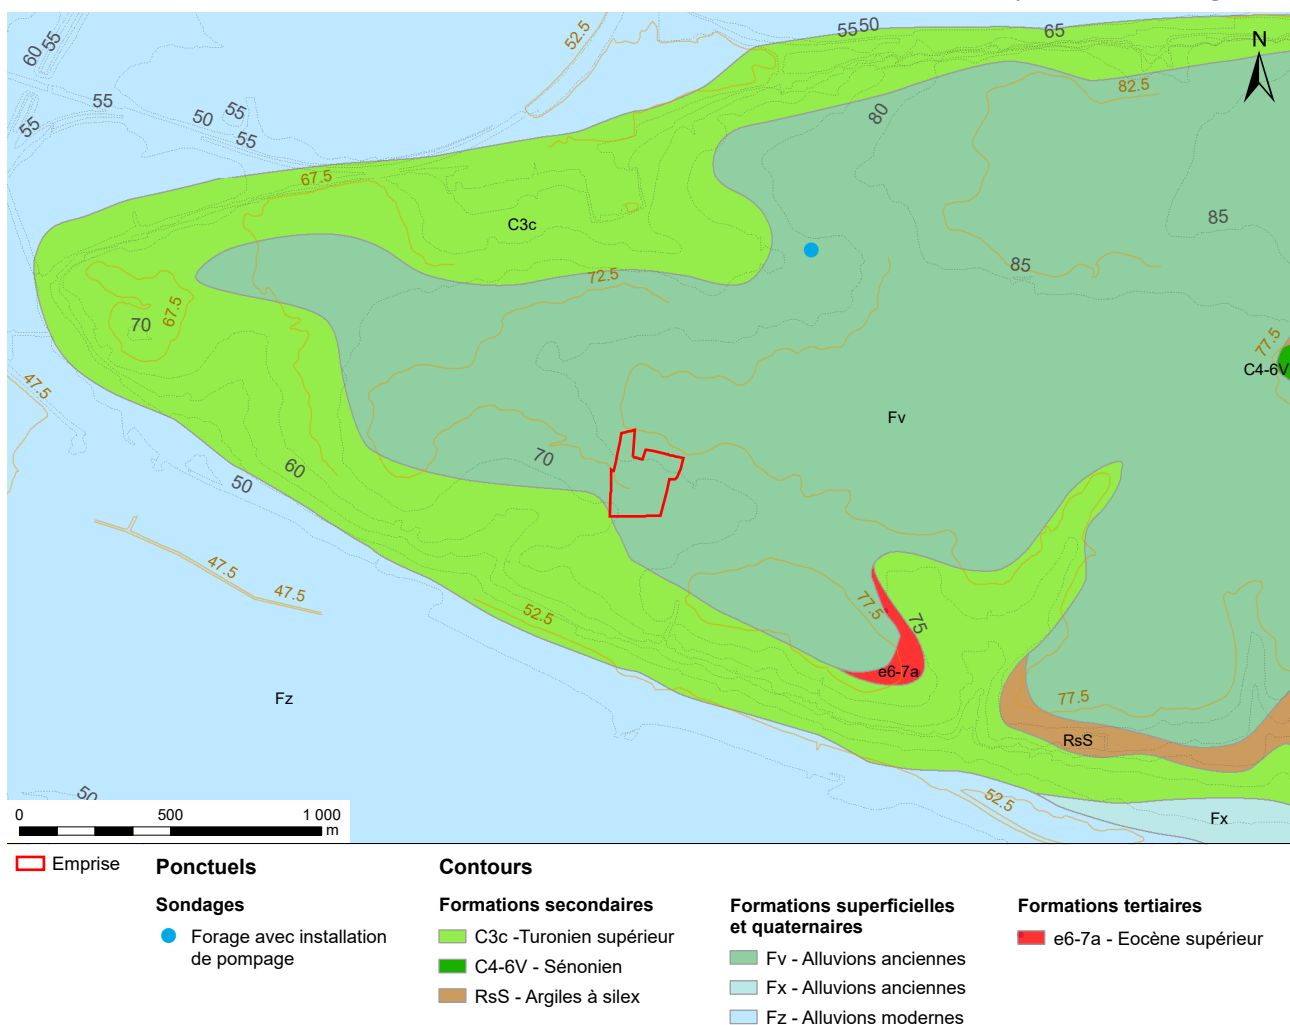 60
55
55
55
50
55
55
52.5
5550
65
N
82.5
80
67.5
C3c
85
85
72.5
67.5
70
77.5
C4-6V
47.5
Fv
70
60
50
47.5
47.5
52.5
77.5
75
e6-7a
Fz
77.5
RsS
50
52.5
Fx
0 500 1 000
m
Emprise
Ponctuels
Sondages
Forage avec installation
de pompage
Contours
Formations secondaires
C3c -Turonien supérieur
C4-6V - Sénonien
RsS - Argiles à silex
Formations superficielles
et quaternaires
Fv - Alluvions anciennes
Fx - Alluvions anciennes
Fz - Alluvions modernes
Formations tertiaires
e6-7a - Eocène supérieur